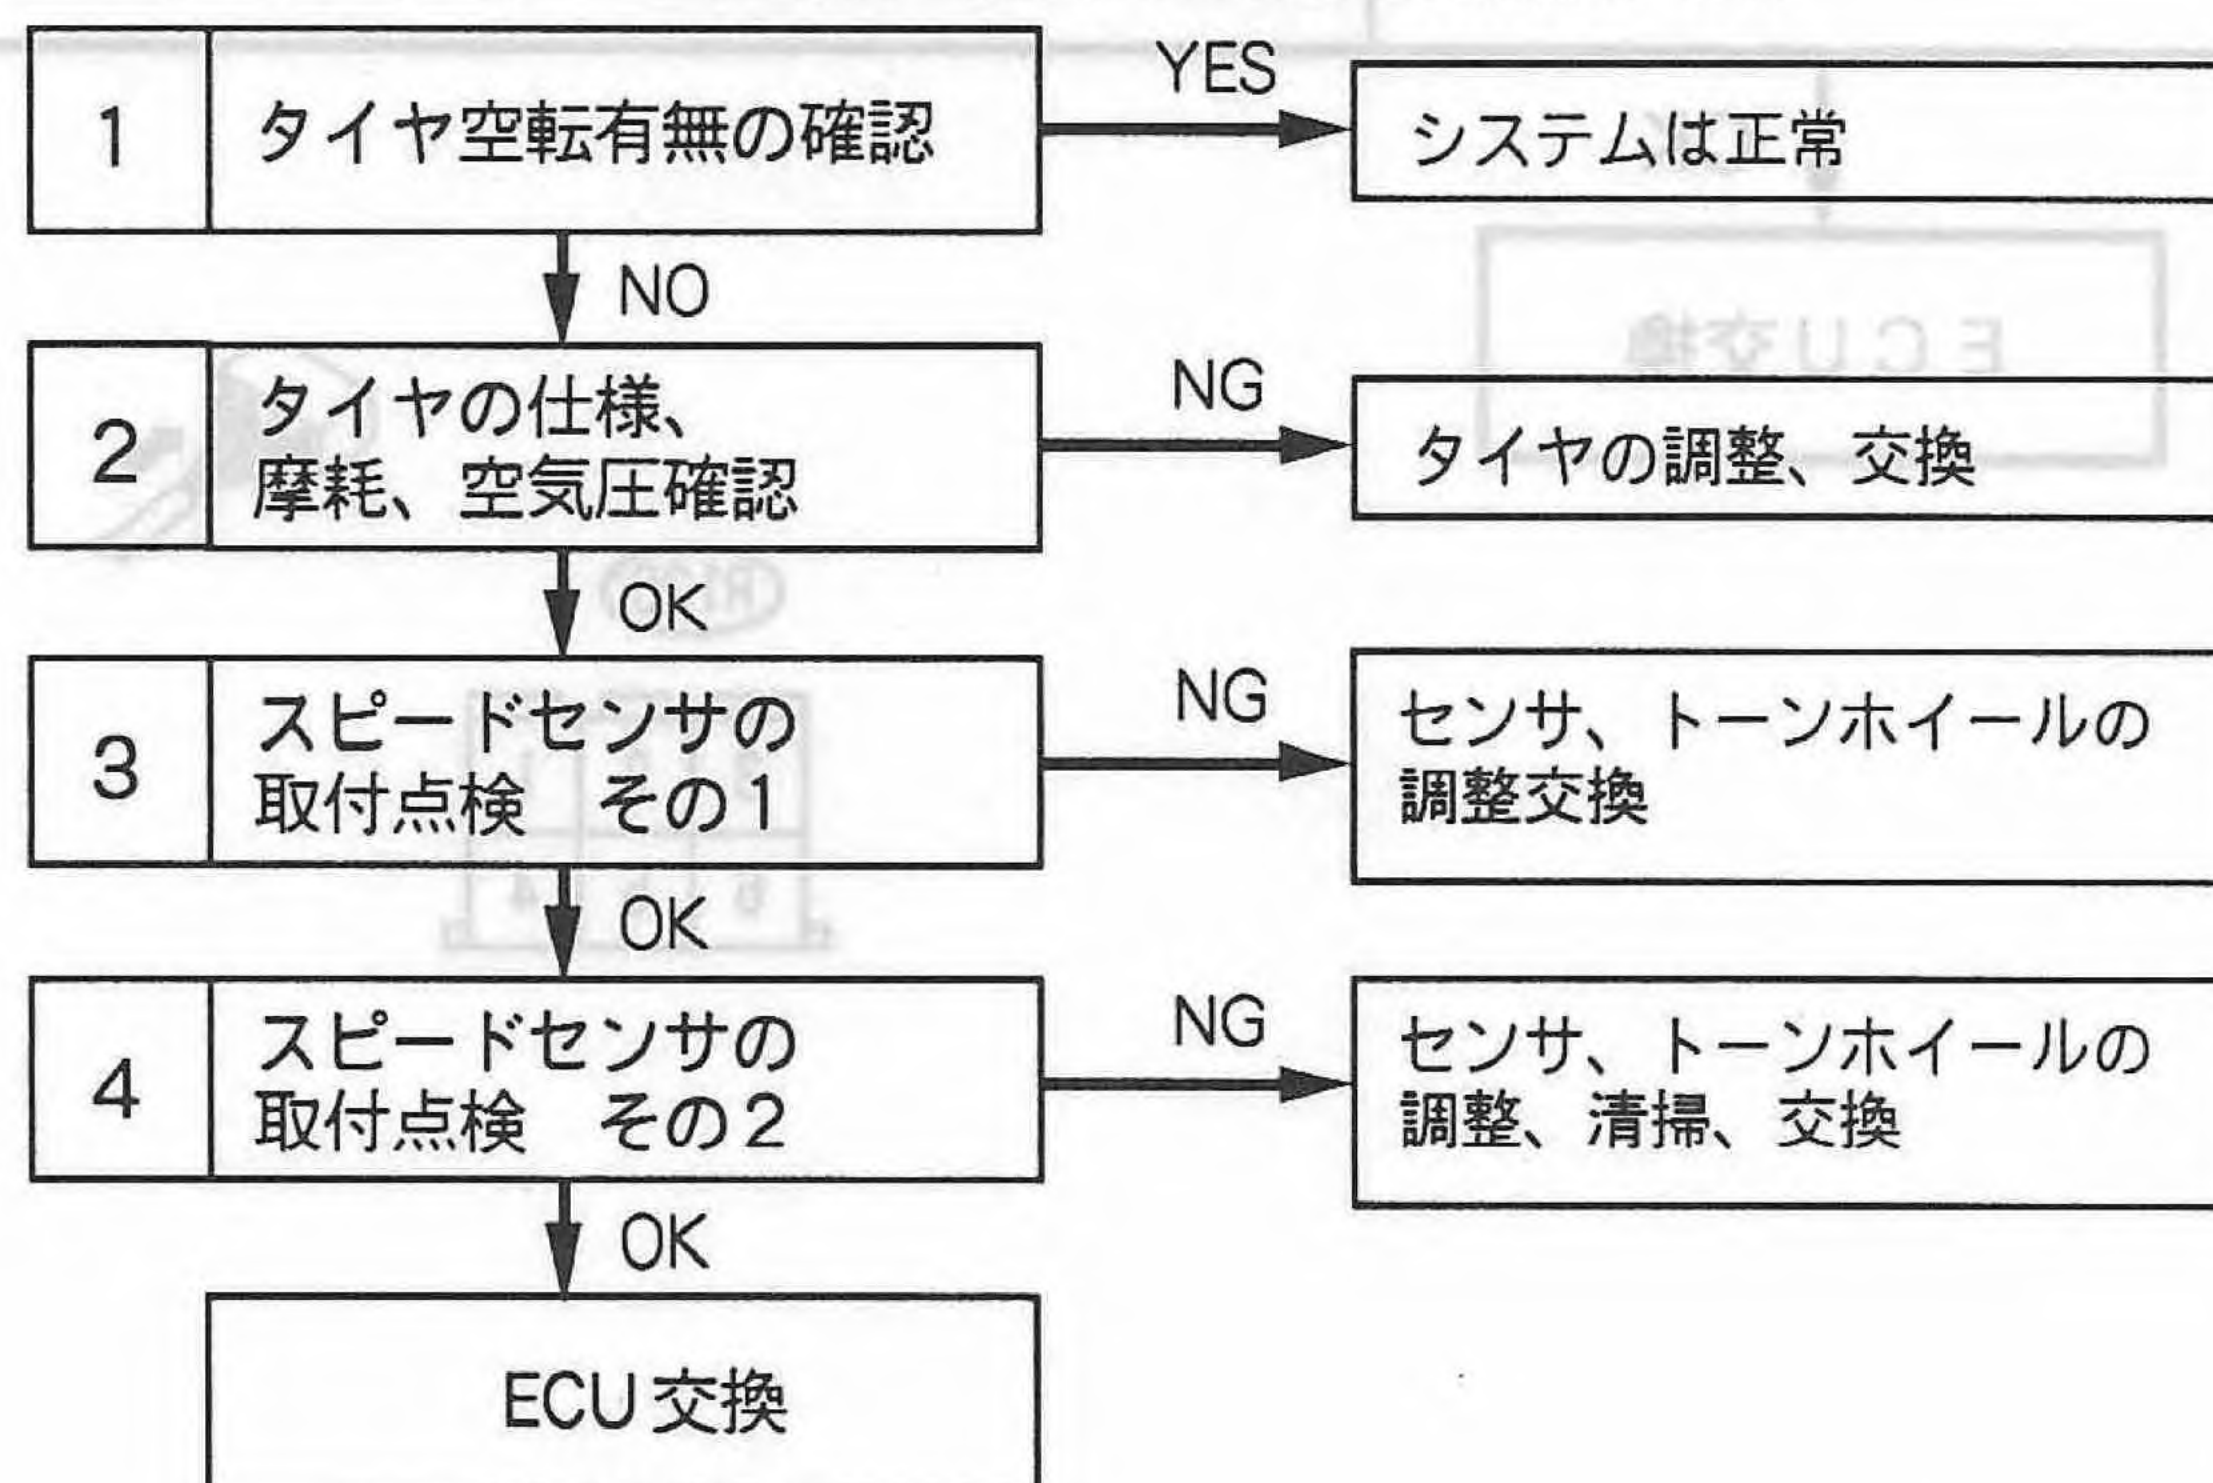 1
タイヤ空転有無の確認
YES
システムは正常
NO
2
タイヤの仕様、
摩耗、空気圧確認
NG
タイヤの調整、交換
OK
3
スピードセンサの
取付点検　その1
NG
センサ、トーンホイールの
調整交換
OK
4
スピードセンサの
取付点検　その2
NG
センサ、トーンホイールの
調整、清掃、交換
OK
ECU交換
ECU交換